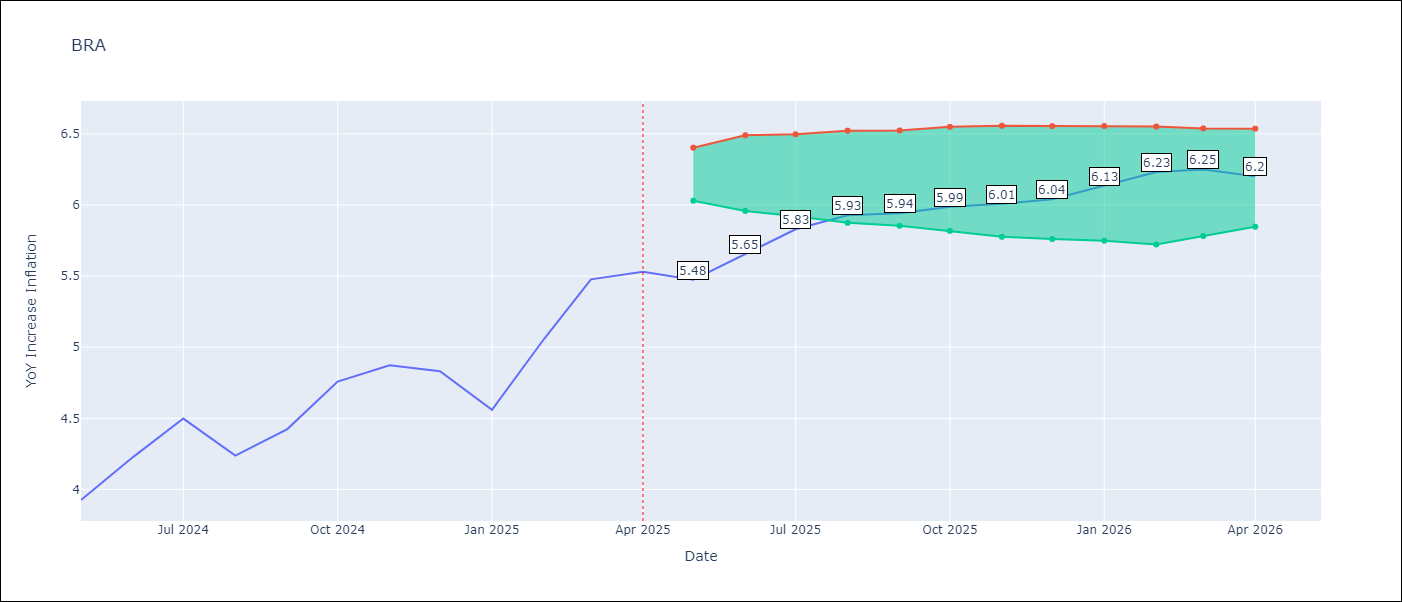 BRA
YoY Increase Inflation
6.5
6
5.5
5
4.5
4
5.48
5.65
5.83
5.93
5.94
5.99
6.01
6.04
6.13
6.23
6.25
6.2
Jul 2024
Oct 2024
Jan 2025
Apr 2025
Jul 2025
Oct 2025
Jan 2026
Apr 2026
Date